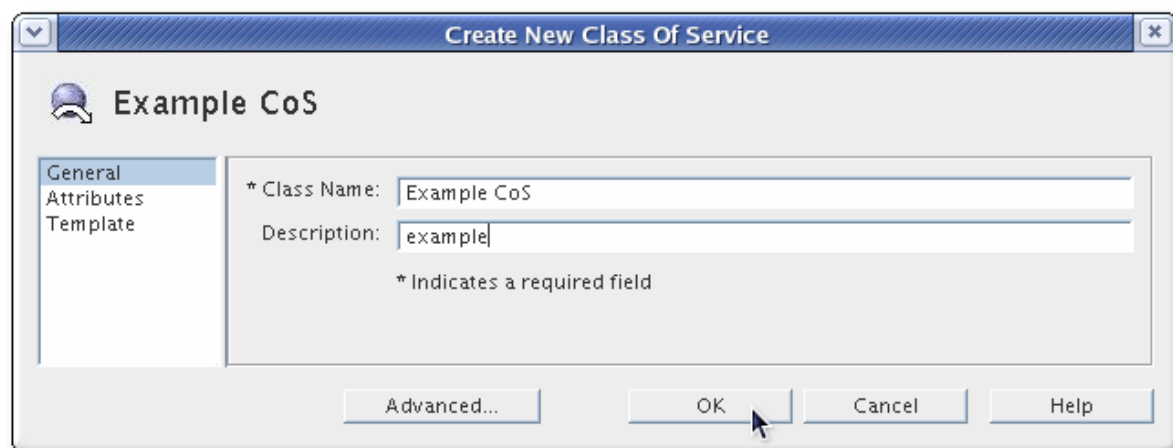 Create New Class Of Service
Example CoS
General
Attributes
Template
* Class Name: Example CoS
Description: example
* Indicates a required field
Advanced... OK Cancel Help